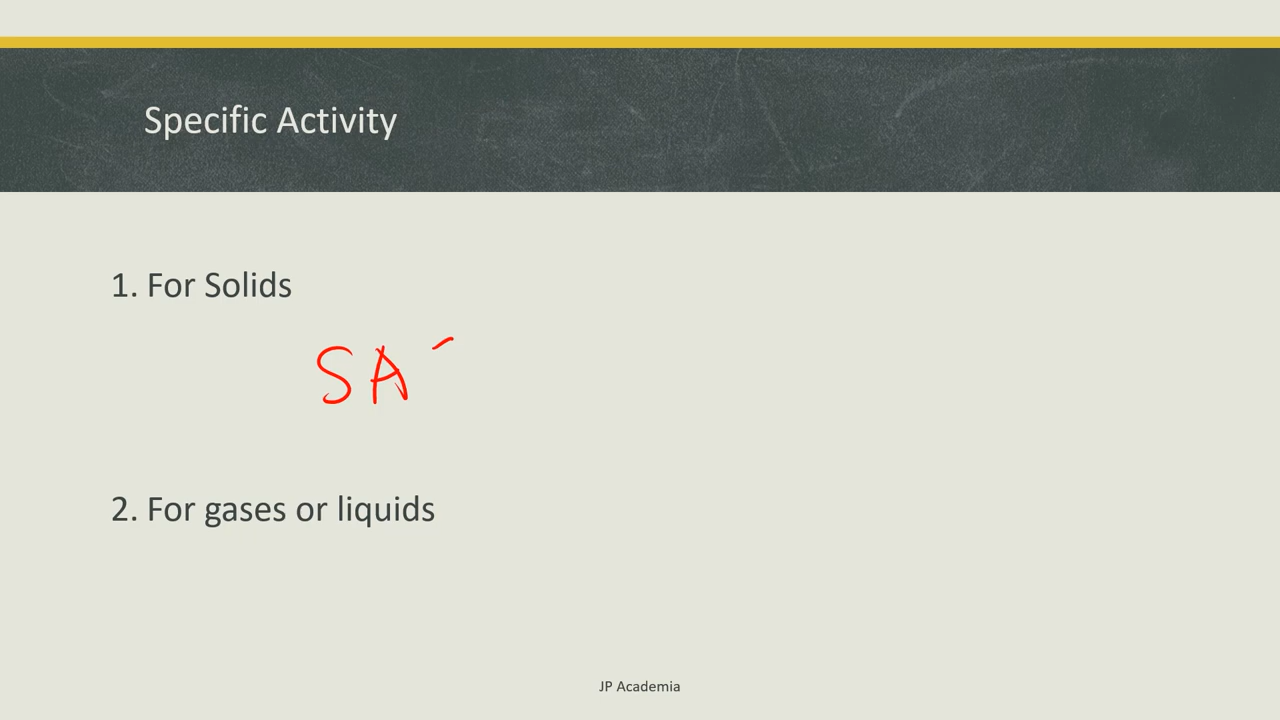 Specific Activity
1. For Solids
SA
2. For gases or liquids
JP Academia